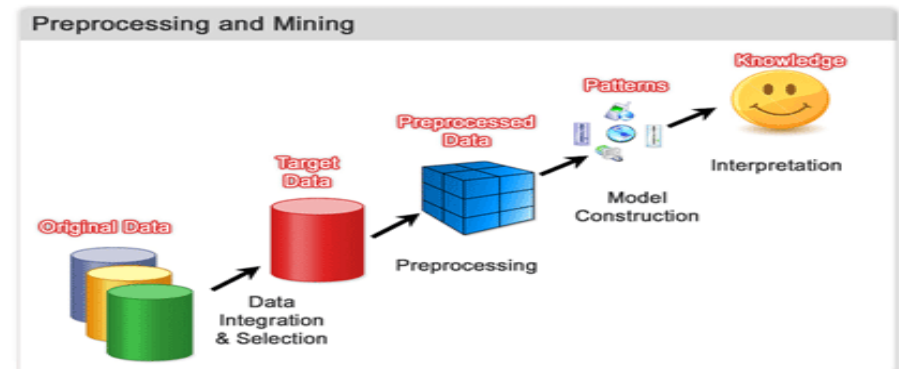 Preprocessing and Mining
Knowledge
Patterns
Preprocessed
Data
Target
Data
Original Data
Interpretation
Model
Construction
Preprocessing
Data
Integration
& Selection